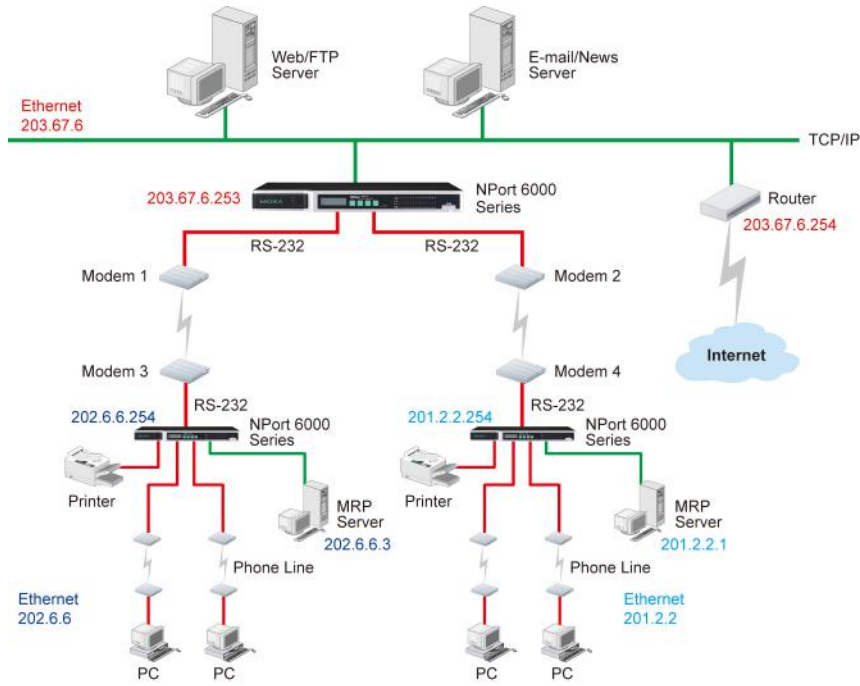 Web/FTP
Server
E-mail/News
Server
Ethernet
203.67.6
TCP/IP
203.67.6.253
MOXA
NPort 6000
Series
Router
203.67.6.254
RS-232
RS-232
Modem 1
Modem 2
Internet
Modem 3
Modem 4
RS-232
RS-232
202.6.6.254
NPort 6000
Series
201.2.2.254
NPort 6000
Series
Printer
MRP
Server
202.6.6.3
Printer
MRP
Server
201.2.2.1
Phone Line
Phone Line
Ethernet
202.6.6
Ethernet
201.2.2
PC
PC
PC
PC